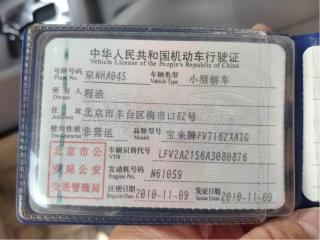 中华人民共和国机动车行驶证
Vehicle License of the People's Republic of China
号牌号码 京NHA045 车辆类型 小型轿车
Plate No. Vehicle Type
所有人 程浩
Owner
住址 北京市丰台区梅市口82号
Address
使用性质 非营运 品牌型号 宝来牌FV7162XATG
Use Character Model
北京市公
安局公安
交通管理局
车辆识别代号 LFV2A2156A3080876
VIN
发动机号码 N61059
Engine No.
注册日期 2010-11-09 发证日期 2010-11-09
Register Date Issue Date